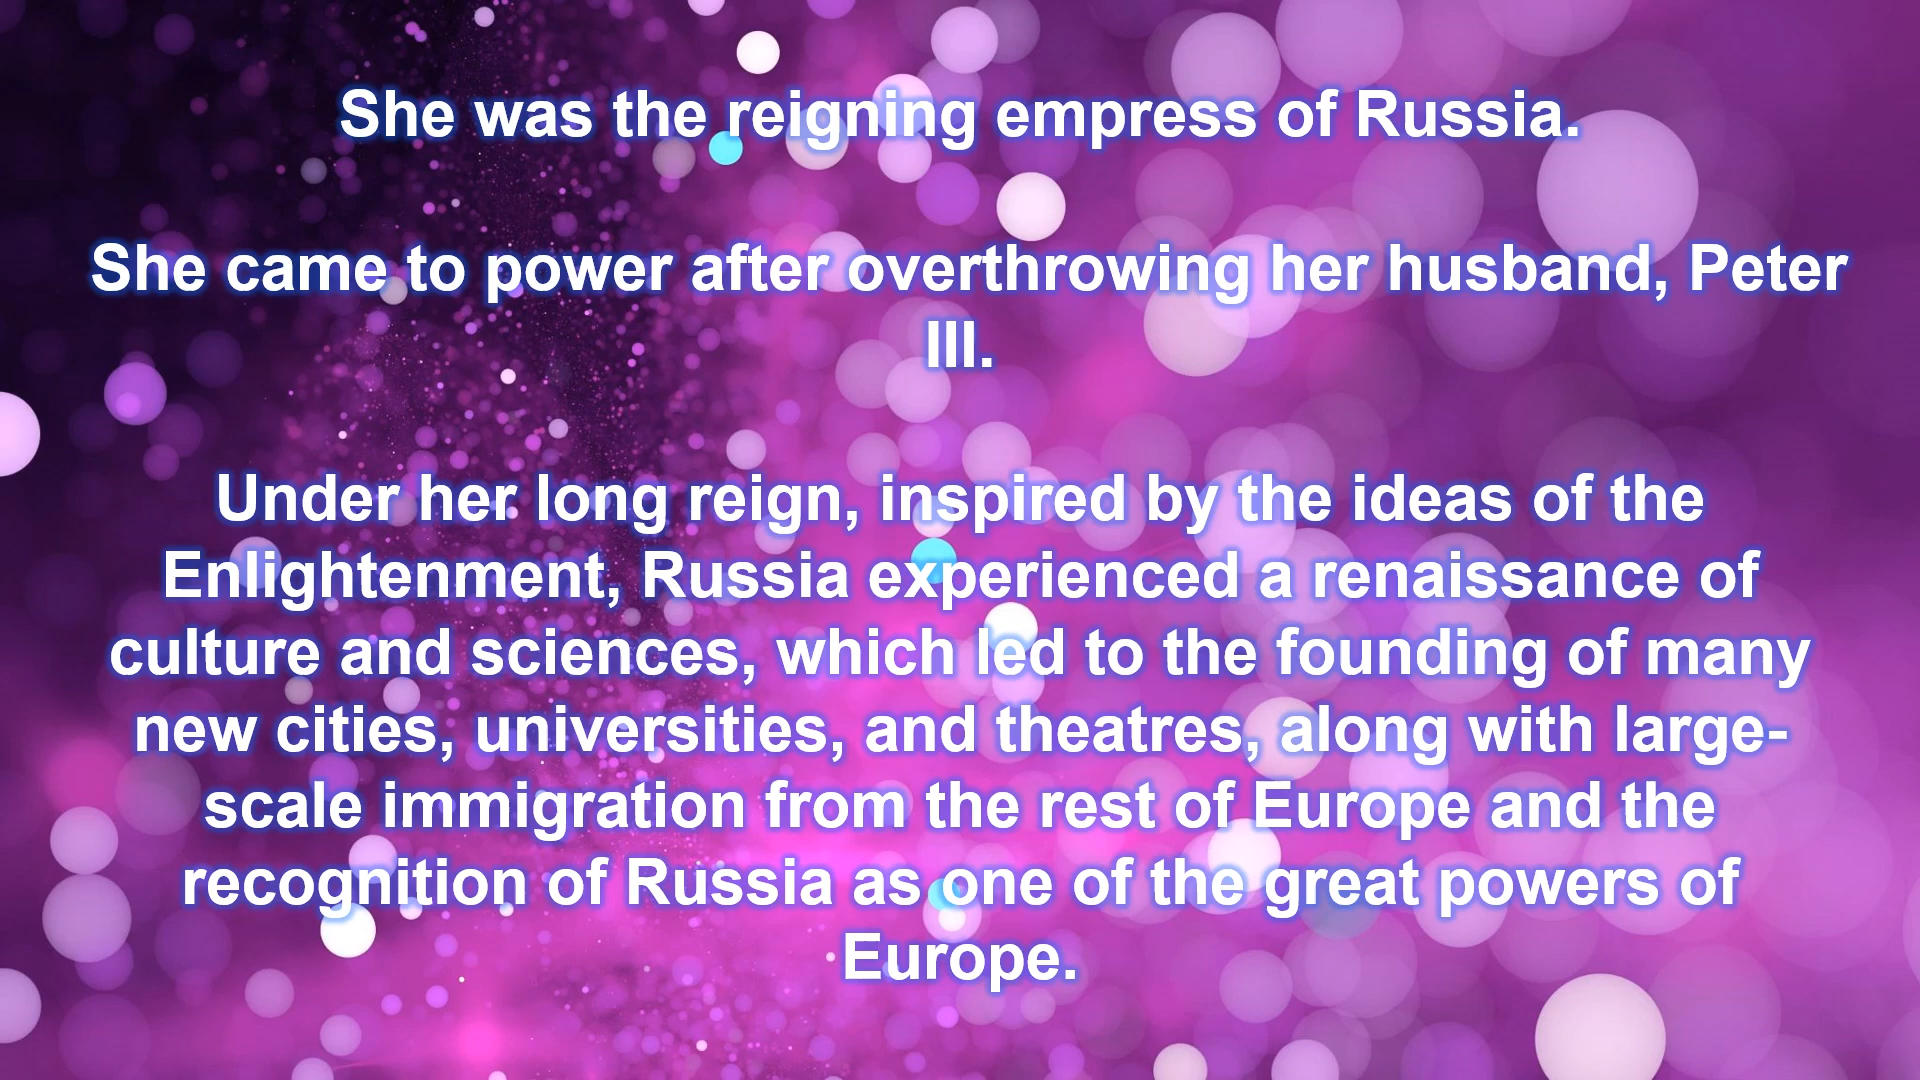 She was the reigning empress of Russia.
She came to power after overthrowing her husband, Peter
III.
Under her long reign, inspired by the ideas of the
Enlightenment, Russia experienced a renaissance of
culture and sciences, which led to the founding of many
new cities, universities, and theatres, along with large-
scale immigration from the rest of Europe and the
recognition of Russia as one of the great powers of
Europe.